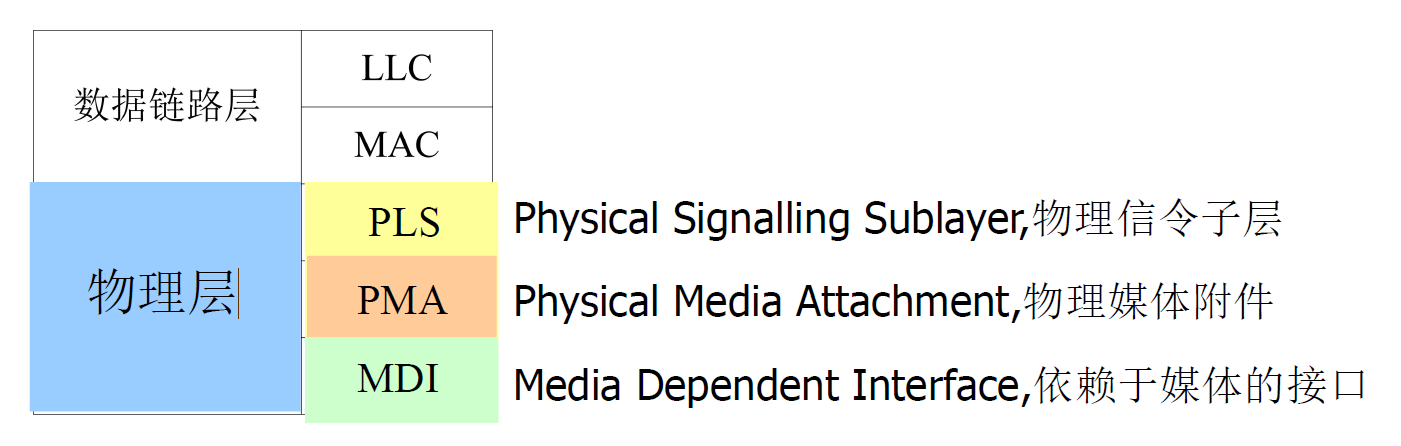 数据链路层
LLC
MAC
物理层
PLS
Physical Signalling Sublayer,物理信令子层
PMA
Physical Media Attachment,物理媒体附件
MDI
Media Dependent Interface,依赖于媒体的接口